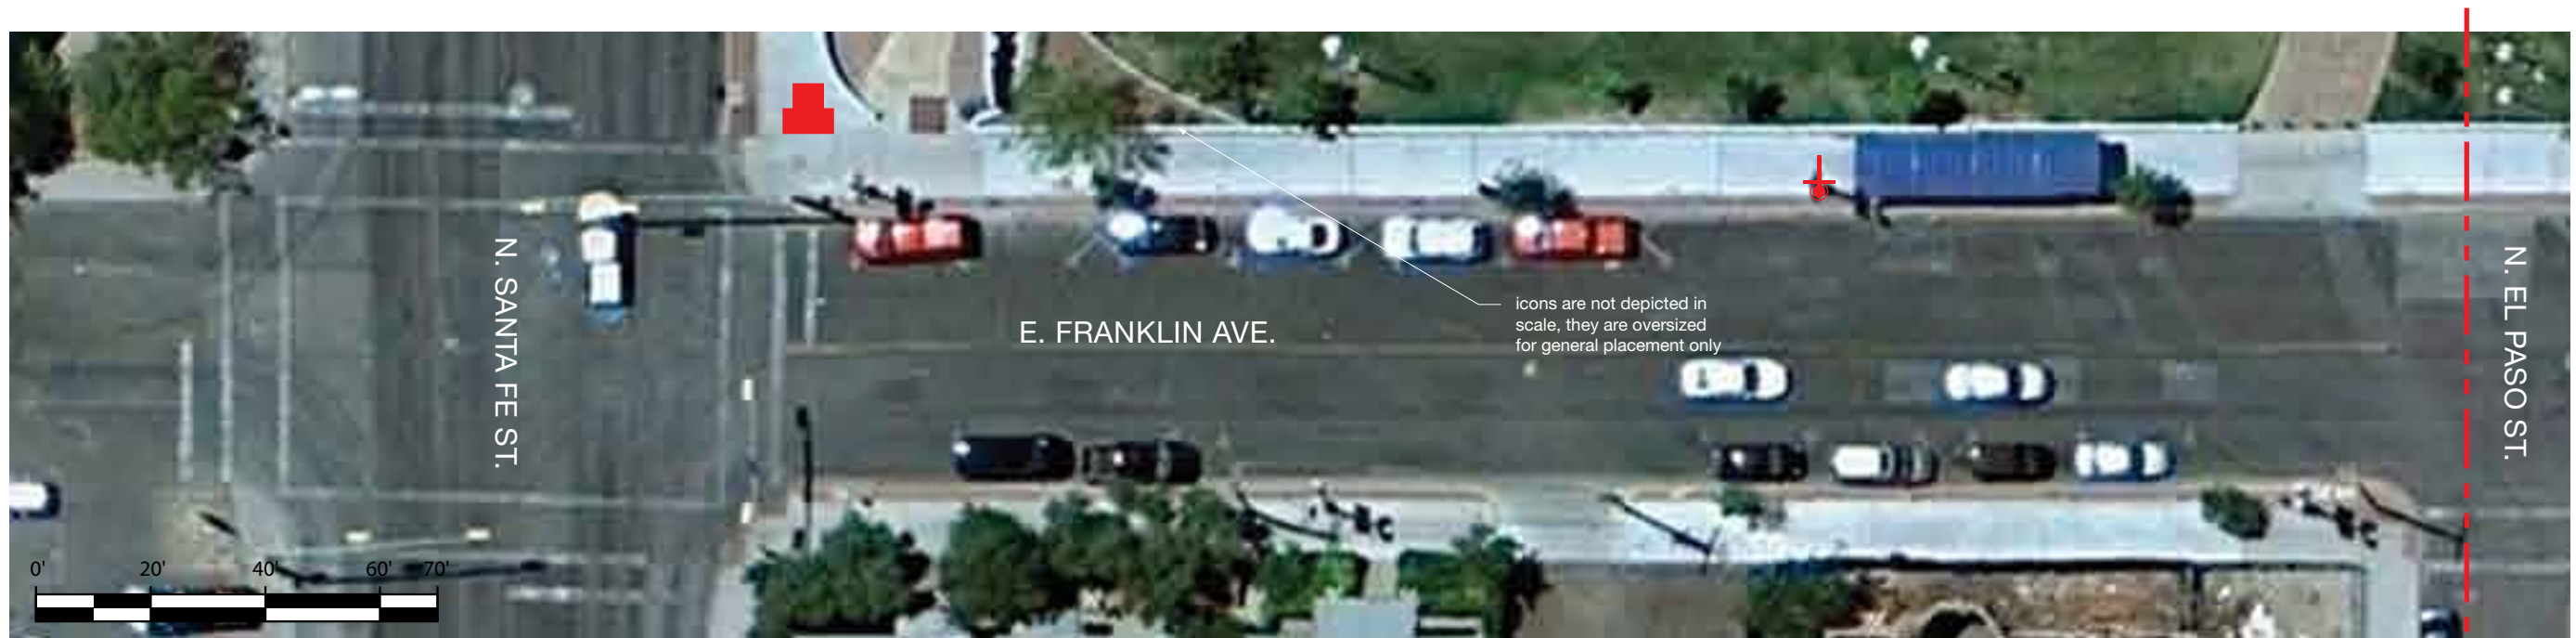 N. SANTA FE ST.
E. FRANKLIN AVE.
icons are not depicted in
scale, they are oversized
for general placement only
N. EL PASO ST.
0' 20' 40' 60' 70'